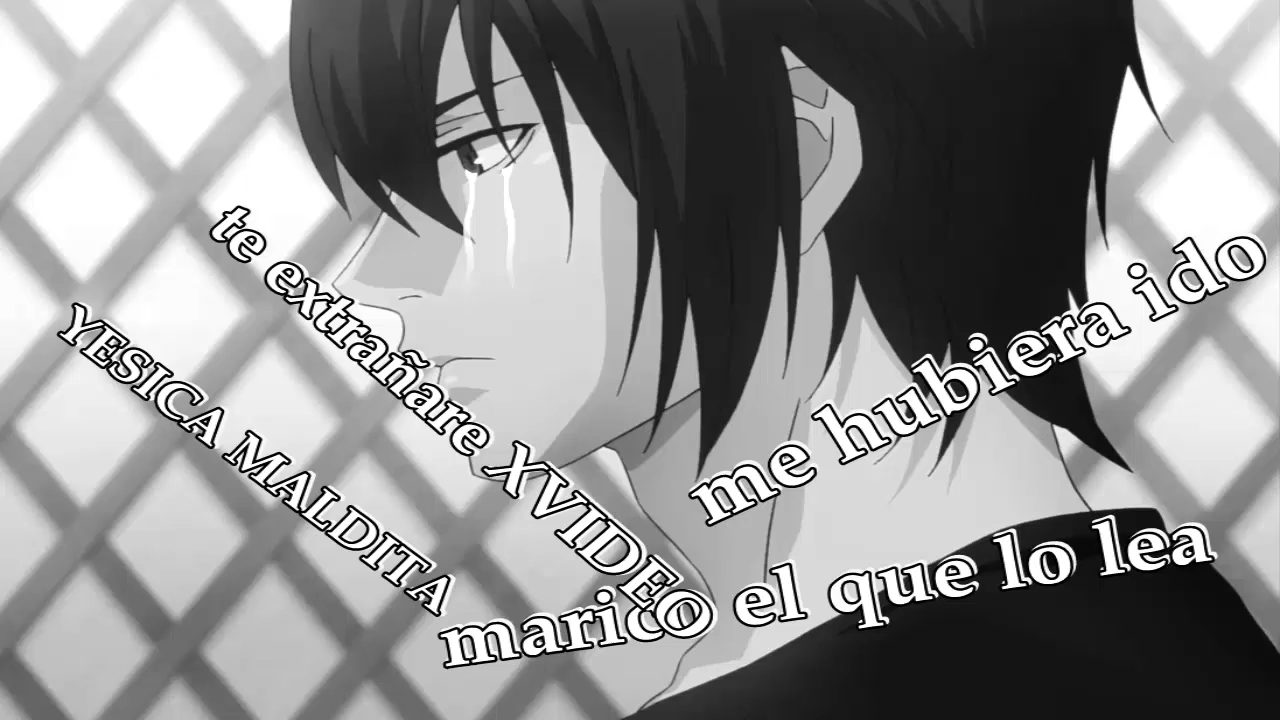 te extrañare XVIDEO
YESICA MALDITA
me hubiera ido
marico el que lo lea